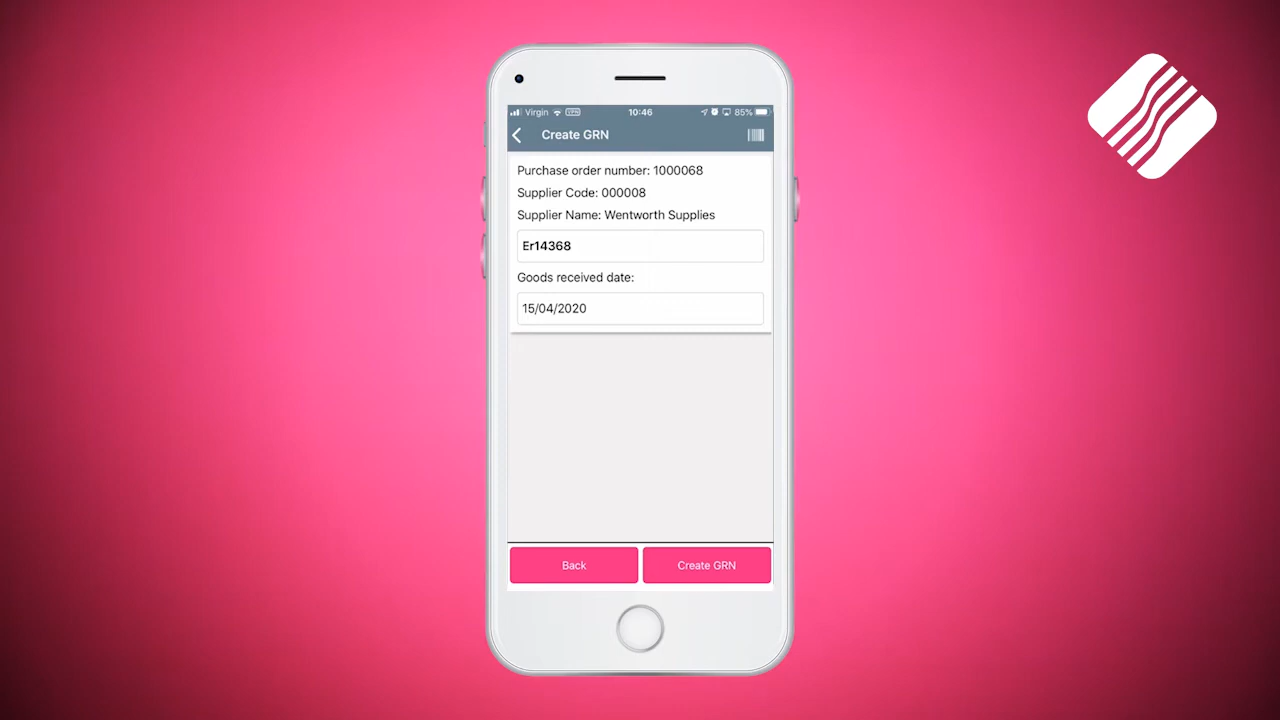 Virgin VPN 10:46 85%
Create GRN
Purchase order number: 1000068
Supplier Code: 000008
Supplier Name: Wentworth Supplies
Er14368
Goods received date:
15/04/2020
Back Create GRN